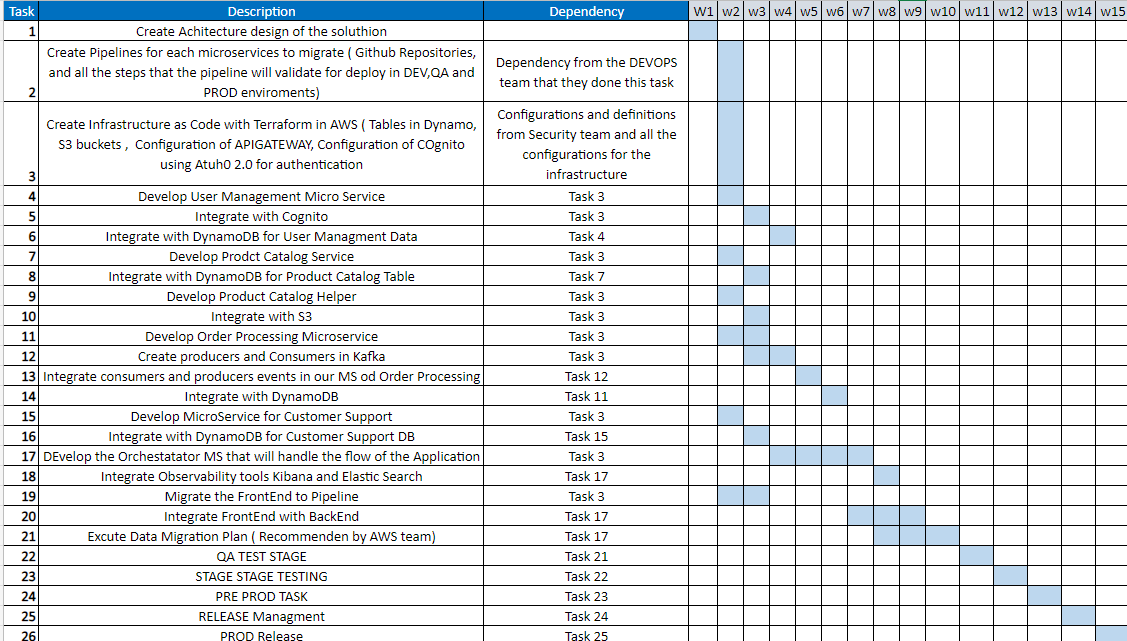 Task Description Dependency W1 w2 w3 w4 w5 w6 w7 w8 w9 w10 w11 w12 w13 w14 w15
1 Create Achitecture design of the soluthion
Create Pipelines for each microservices to migrate ( Github Repositories,
and all the steps that the pipeline will validate for deploy in DEV,QA and
PROD enviroments)
Dependency from the DEVOPS
team that they done this task
2
Create Infrastructure as Code with Terraform in AWS ( Tables in Dynamo,
S3 buckets , Configuration of APIGATEWAY, Configuration of COgnito
using Atuh0 2.0 for authentication
Configurations and definitions
from Security team and all the
configurations for the
infrastructure
3
4 Develop User Management Micro Service Task 3
5 Integrate with Cognito Task 3
6 Integrate with DynamoDB for User Managment Data Task 4
7 Develop Prodct Catalog Service Task 3
8 Integrate with DynamoDB for Product Catalog Table Task 7
9 Develop Product Catalog Helper Task 3
10 Integrate with S3 Task 3
11 Develop Order Processing Microservice Task 3
12 Create producers and Consumers in Kafka Task 3
13 Integrate consumers and producers events in our MS od Order Processing Task 12
14 Integrate with DynamoDB Task 11
15 Develop MicroService for Customer Support Task 3
16 Integrate with DynamoDB for Customer Support DB Task 15
17 DEvelop the Orchestatator MS that will handle the flow of the Application Task 3
18 Integrate Observability tools Kibana and Elastic Search Task 17
19 Migrate the FrontEnd to Pipeline Task 3
20 Integrate FrontEnd with BackEnd Task 17
21 Excute Data Migration Plan ( Recommenden by AWS team) Task 17
22 QA TEST STAGE Task 21
23 STAGE STAGE TESTING Task 22
24 PRE PROD TASK Task 23
25 RELEASE Managment Task 24
26 PROD Release Task 25